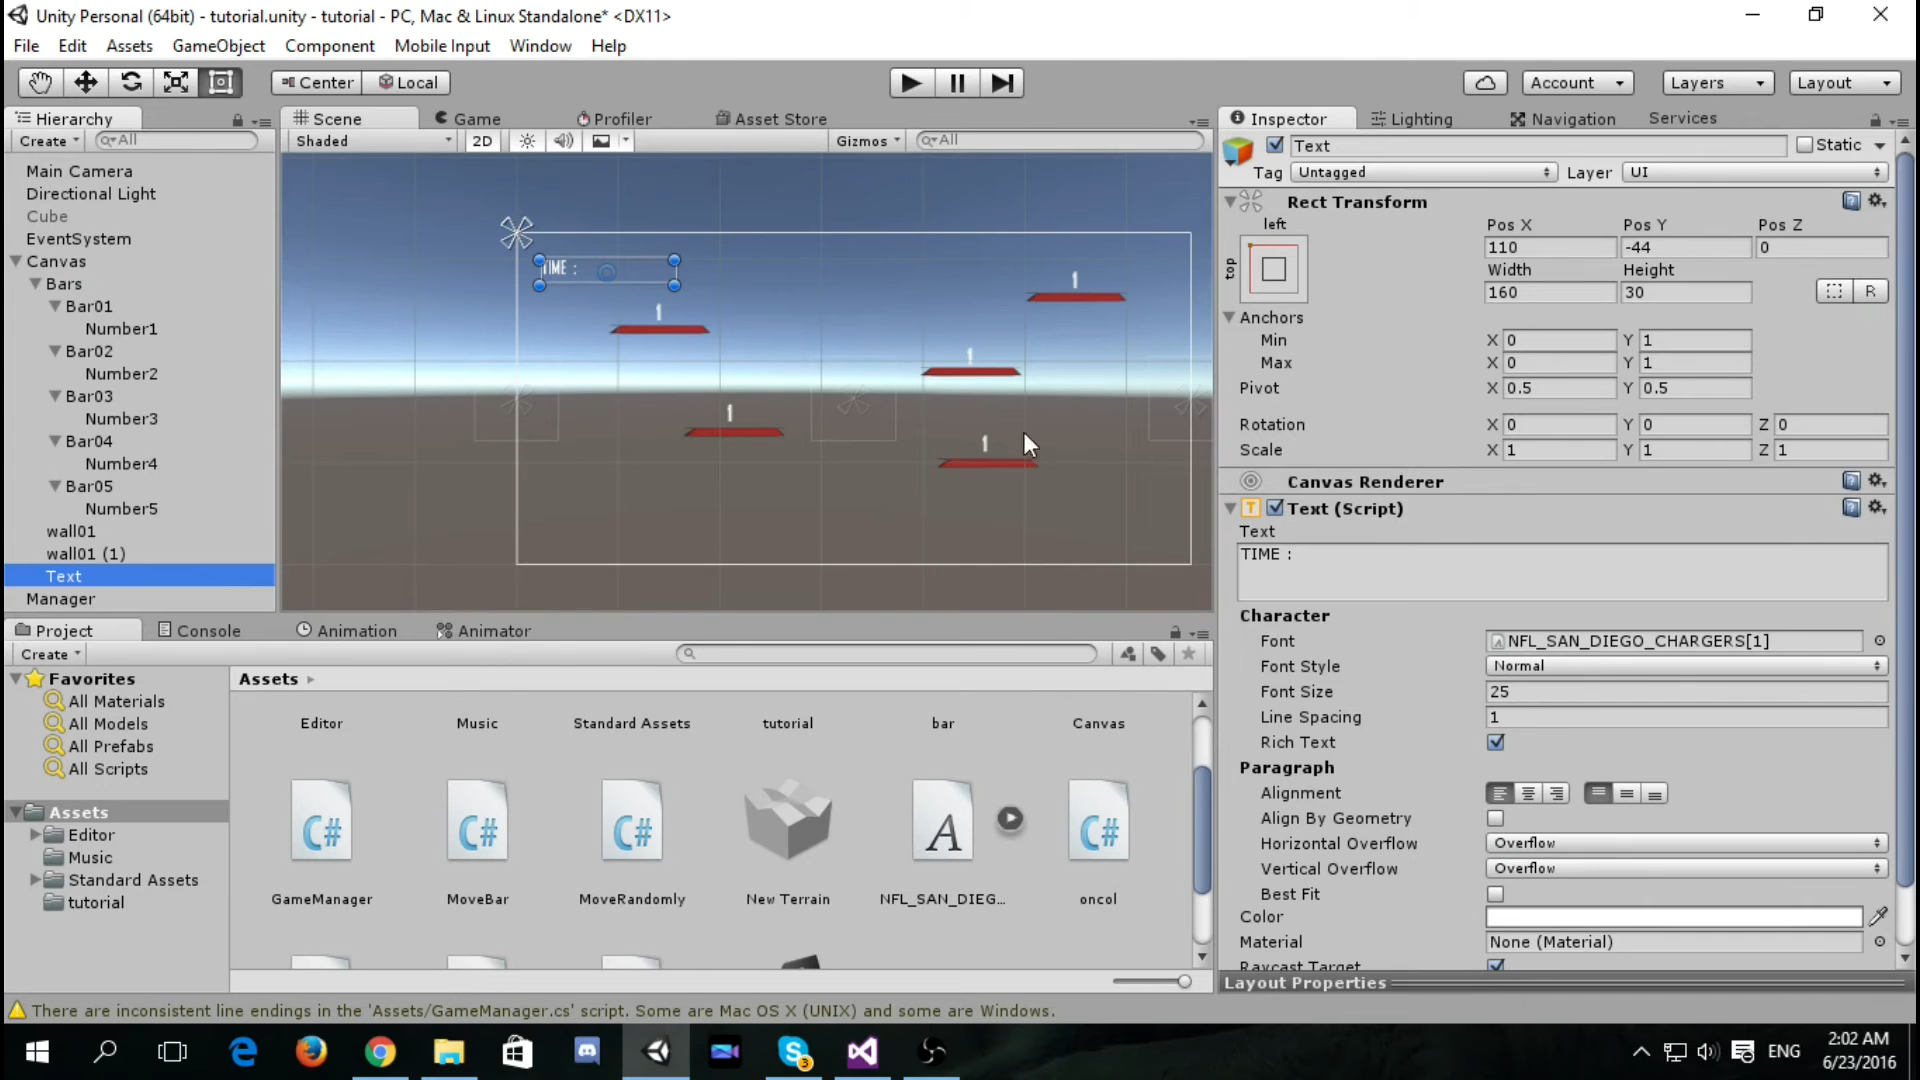 Unity Personal (64bit) - tutorial.unity - tutorial - PC, Mac & Linux Standalone* <DX11>
File Edit Assets GameObject Component Mobile Input Window Help
Center Local Account Layers Layout
Hierarchy
Create All
Main Camera
Directional Light
Cube
EventSystem
Canvas
Bars
Bar01
Number1
Bar02
Number2
Bar03
Number3
Bar04
Number4
Bar05
Number5
wall01
wall01 (1)
Text
Manager
Scene Game Profiler Asset Store
Shaded 2D Gizmos All
TIME :
1
1
1
1
1
Inspector Lighting Navigation Services
Text Static
Tag Untagged Layer UI
Rect Transform
left Pos X Pos Y Pos Z
top 110 -44 0
Width Height
160 30 R
Anchors
Min X 0 Y 1
Max X 0 Y 1
Pivot X 0.5 Y 0.5
Rotation X 0 Y 0 Z 0
Scale X 1 Y 1 Z 1
Canvas Renderer
T Text (Script)
Text
TIME :
Character
Font NFL_SAN_DIEGO_CHARGERS[1]
Font Style Normal
Font Size 25
Line Spacing 1
Rich Text
Paragraph
Alignment
Align By Geometry
Horizontal Overflow Overflow
Vertical Overflow Overflow
Best Fit
Color
Material None (Material)
Raycast Target
Layout Properties
Project Console Animation Animator
Create
Favorites
All Materials
All Models
All Prefabs
All Scripts
Assets
Editor
Music
Standard Assets
tutorial
Assets
Editor Music Standard Assets tutorial bar Canvas
C# C# C# A C#
GameManager MoveBar MoveRandomly New Terrain NFL_SAN_DIEG... oncol
There are inconsistent line endings in the 'Assets/GameManager.cs' script. Some are Mac OS X (UNIX) and some are Windows.
3
ENG
2:02 AM
6/23/2016